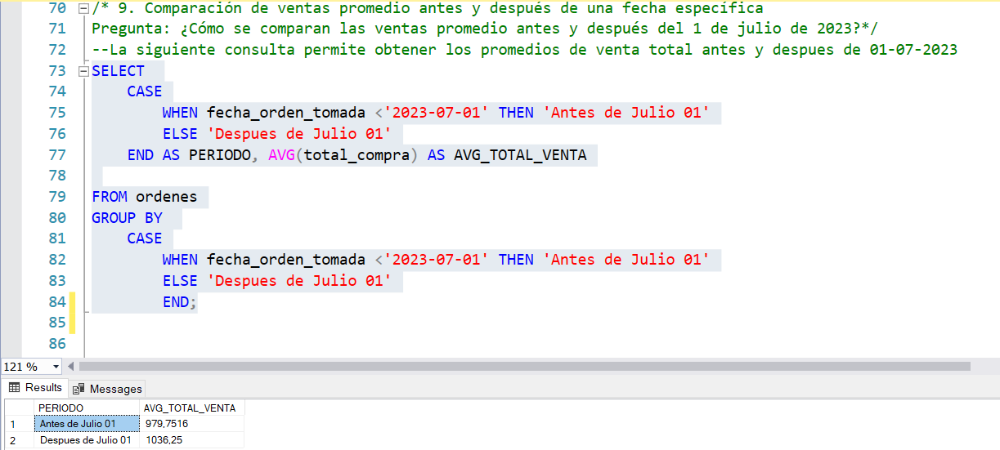 70 /* 9. Comparación de ventas promedio antes y después de una fecha específica
71 Pregunta: ¿Cómo se comparan las ventas promedio antes y después del 1 de julio de 2023?*/
72 --La siguiente consulta permite obtener los promedios de venta total antes y despues de 01-07-2023
73 SELECT
74 CASE
75 WHEN fecha_orden_tomada <'2023-07-01' THEN 'Antes de Julio 01'
76 ELSE 'Despues de Julio 01'
77 END AS PERIODO, AVG(total_compra) AS AVG_TOTAL_VENTA
78
79 FROM ordenes
80 GROUP BY
81 CASE
82 WHEN fecha_orden_tomada <'2023-07-01' THEN 'Antes de Julio 01'
83 ELSE 'Despues de Julio 01'
84 END;
85
86
121 %
Results Messages
PERIODO AVG_TOTAL_VENTA
1 Antes de Julio 01 979,7516
2 Despues de Julio 01 1036,25